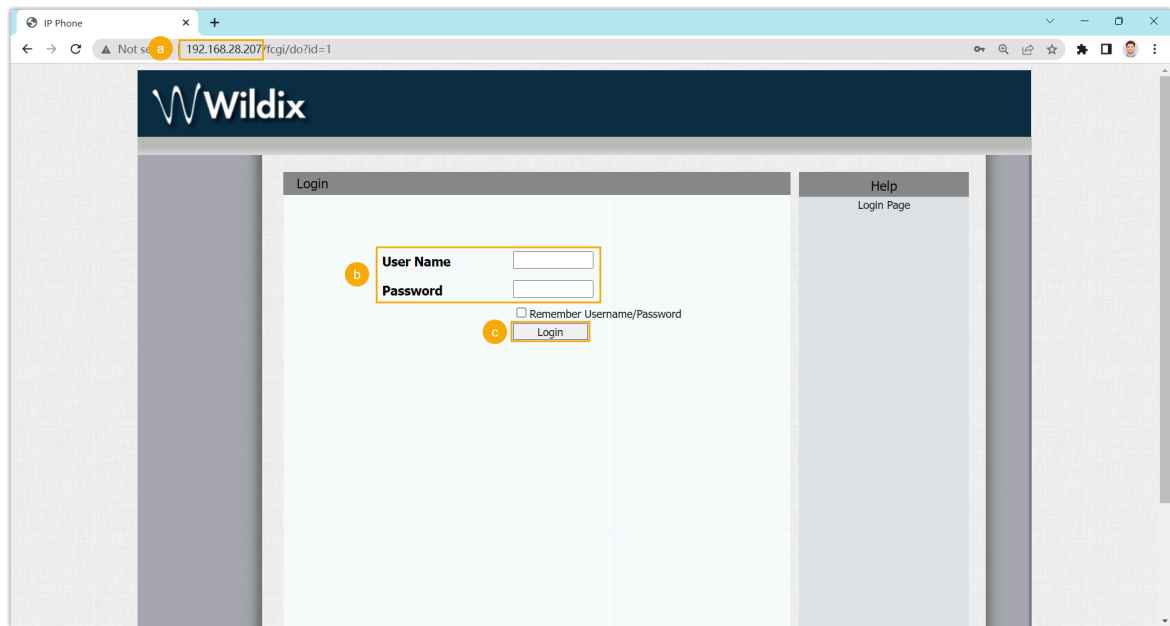 IP Phone
Not se a 192.168.28.207/fcgi/do?id=1
Wildix
Login
Help
Login Page
b
User Name
Password
Remember Username/Password
c
Login